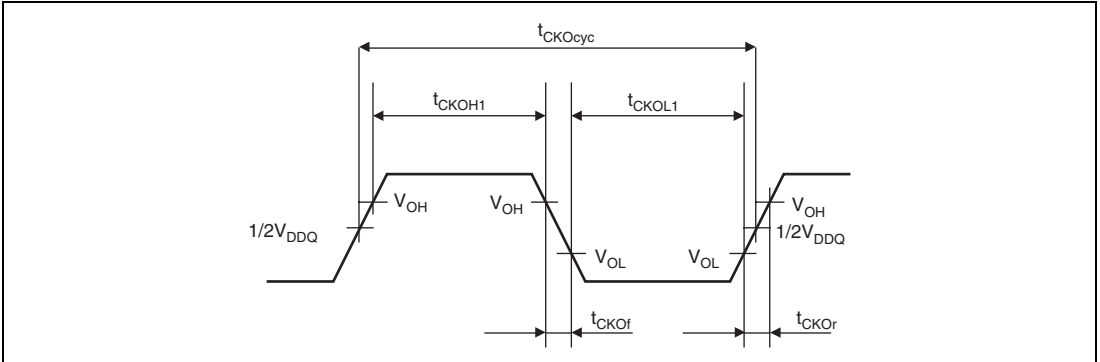 tCKOcyc
tCKOH1 tCKOL1
VOH VOH VOH
1/2VDDQ 1/2VDDQ
VOL VOL
tCKOf tCKOr